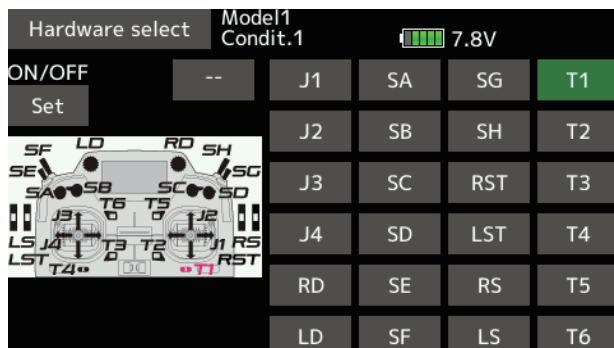 Hardware select
Model1
Condit.1
7.8V
ON/OFF
--
J1 SA SG T1
Set
J2 SB SH T2
J3 SC RST T3
J4 SD LST T4
RD SE RS T5
LD SF LS T6
SF LD RD SH
SE SG
SA SB SC SD
T6 T5
J3 J2
LS J4 T3 T2 J1 RS
LST RST
T4 T1